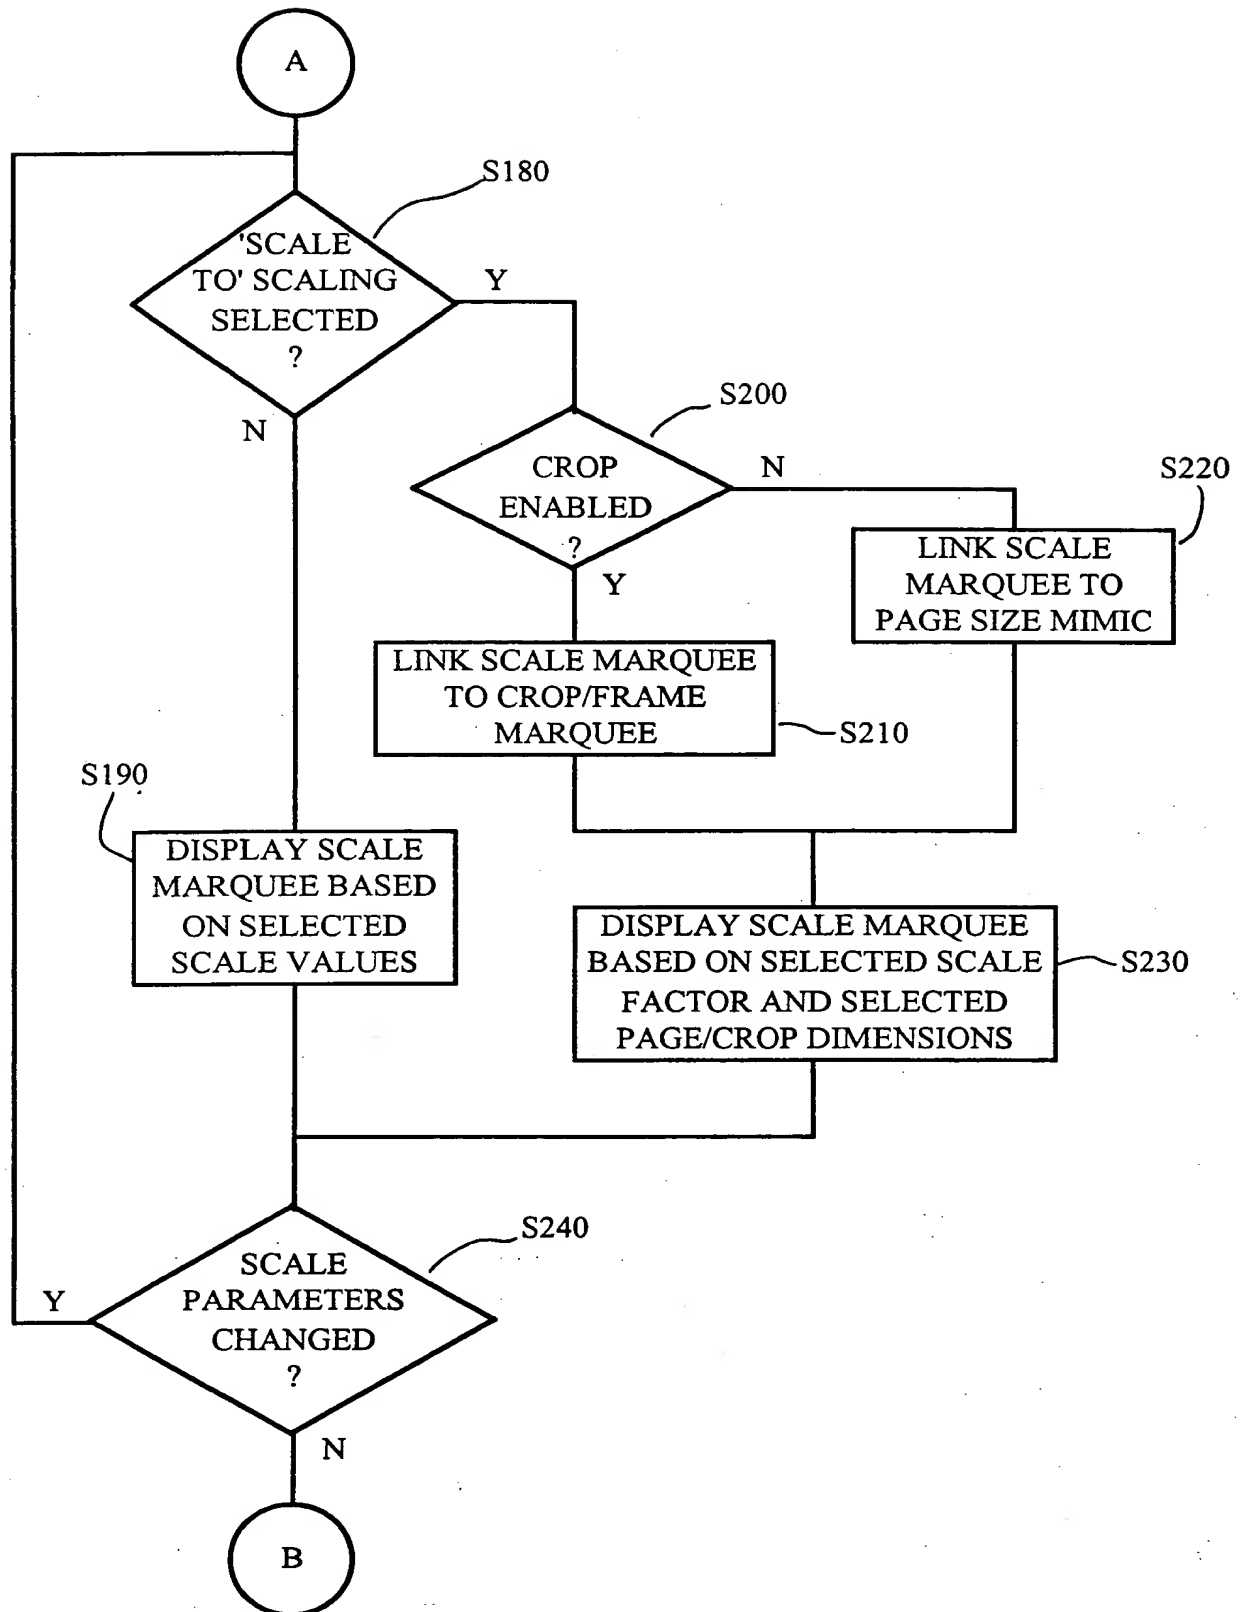 A
S180
'SCALE
TO' SCALING
SELECTED
?
Y
N
S200
CROP
ENABLED
?
N
Y
S220
LINK SCALE
MARQUEE TO
PAGE SIZE MIMIC
LINK SCALE MARQUEE
TO CROP/FRAME
MARQUEE
S210
S190
DISPLAY SCALE
MARQUEE BASED
ON SELECTED
SCALE VALUES
DISPLAY SCALE MARQUEE
BASED ON SELECTED SCALE
FACTOR AND SELECTED
PAGE/CROP DIMENSIONS
S230
S240
SCALE
PARAMETERS
CHANGED
?
Y
N
B